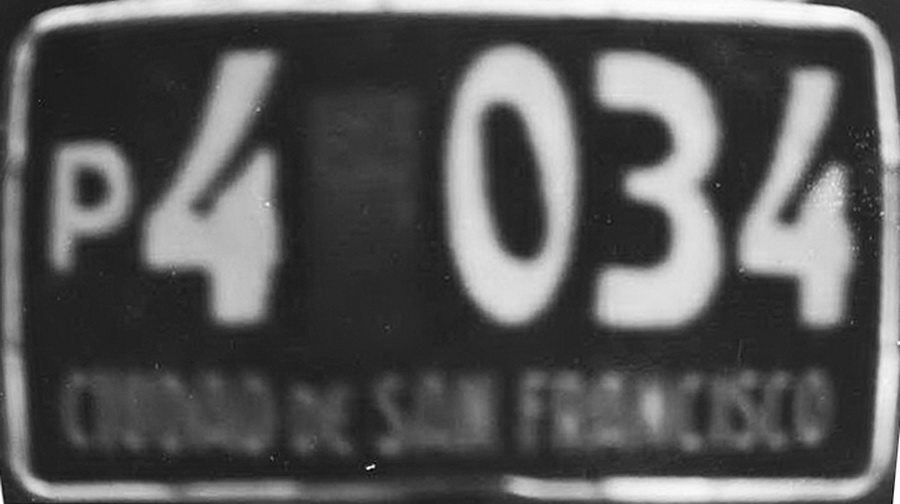 P4 034
CIUDAD DE SAN FRANCISCO